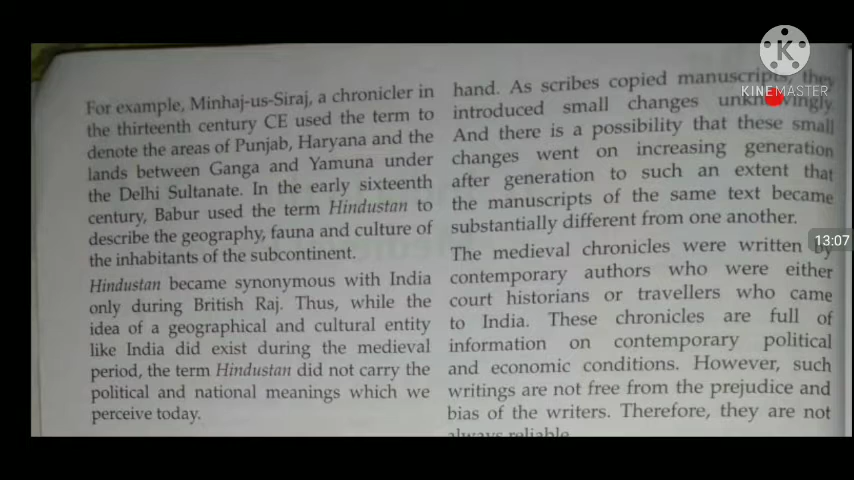 For example, Minhaj-us-Siraj, a chronicler in
the thirteenth century CE used the term to
denote the areas of Punjab, Haryana and the
lands between Ganga and Yamuna under
the Delhi Sultanate. In the early sixteenth
century, Babur used the term Hindustan to
describe the geography, fauna and culture of
the inhabitants of the subcontinent.
Hindustan became synonymous with India
only during British Raj. Thus, while the
idea of a geographical and cultural entity
like India did exist during the medieval
period, the term Hindustan did not carry the
political and national meanings which we
perceive today.
hand. As scribes copied manuscripts, they
introduced small changes unknowingly.
And there is a possibility that these small
changes went on increasing generation
after generation to such an extent that
the manuscripts of the same text became
substantially different from one another.
The medieval chronicles were written by
contemporary authors who were either
court historians or travellers who came
to India. These chronicles are full of
information on contemporary political
and economic conditions. However, such
writings are not free from the prejudice and
bias of the writers. Therefore, they are not
always reliable
K
KINEMASTER
13:07